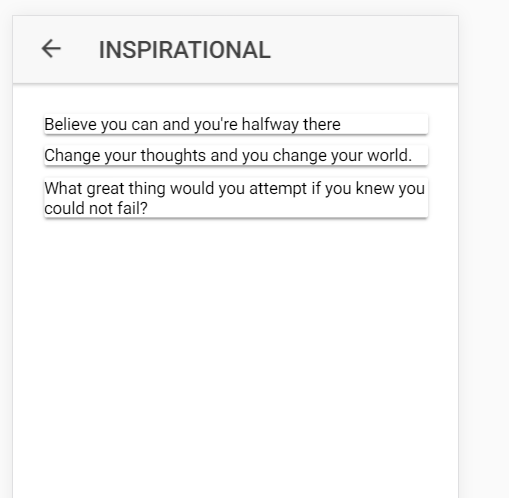 INSPIRATIONAL
Believe you can and you're halfway there
Change your thoughts and you change your world.
What great thing would you attempt if you knew you
could not fail?